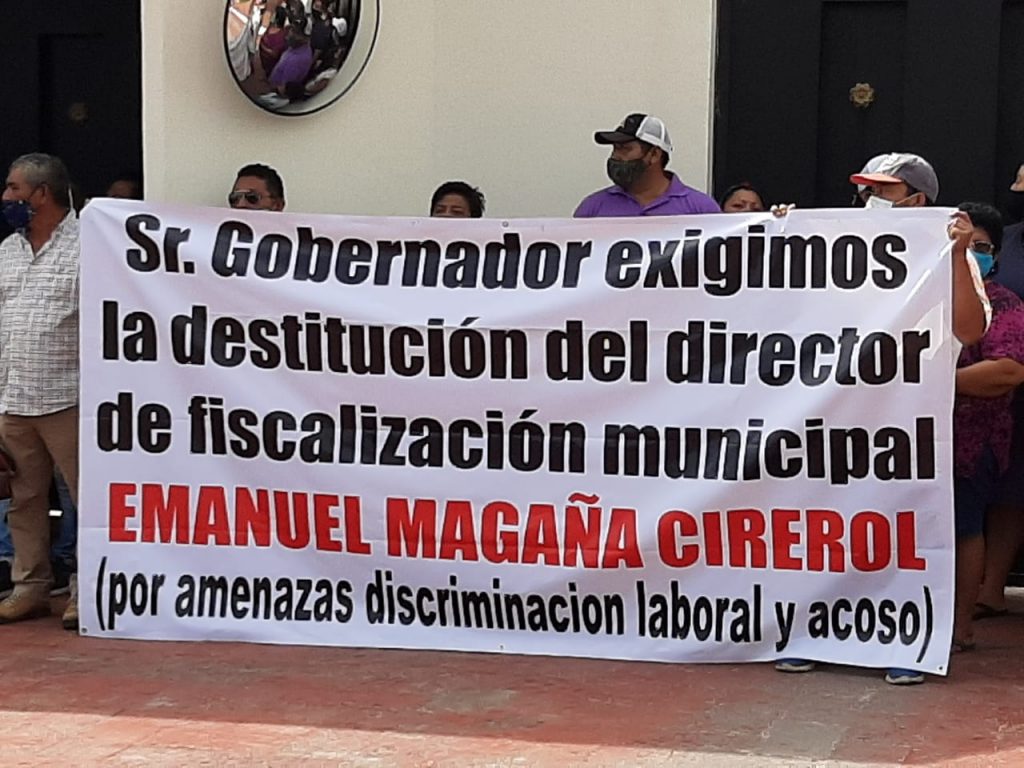 Sr. Gobernador exigimos
la destitución del director
de fiscalización municipal
EMANUEL MAGAÑA CIREROL
(por amenazas discriminacion laboral y acoso)